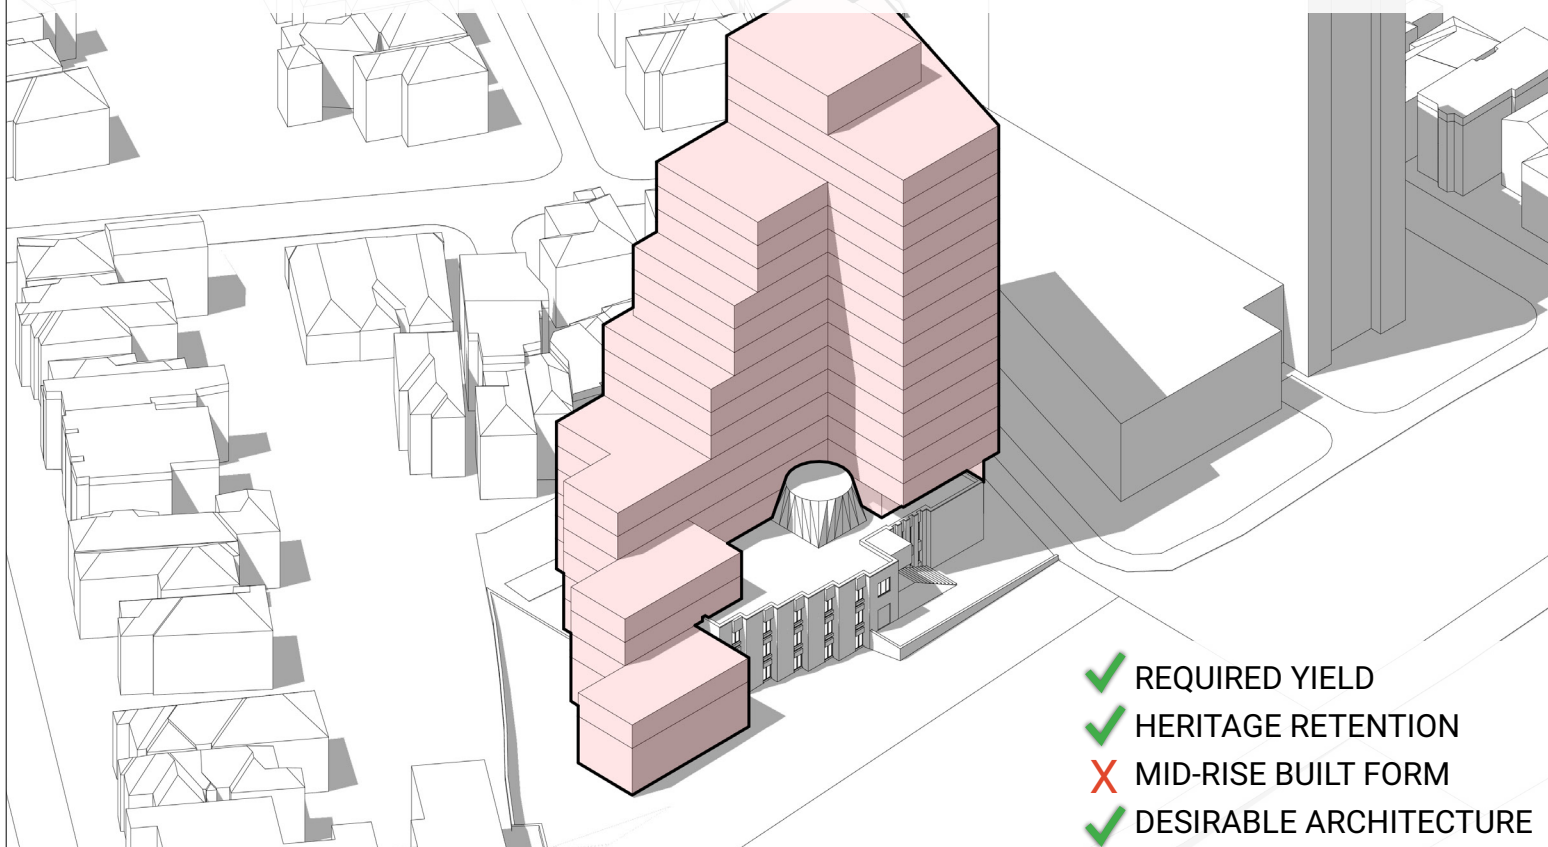 REQUIRED YIELD
HERITAGE RETENTION
X MID-RISE BUILT FORM
DESIRABLE ARCHITECTURE